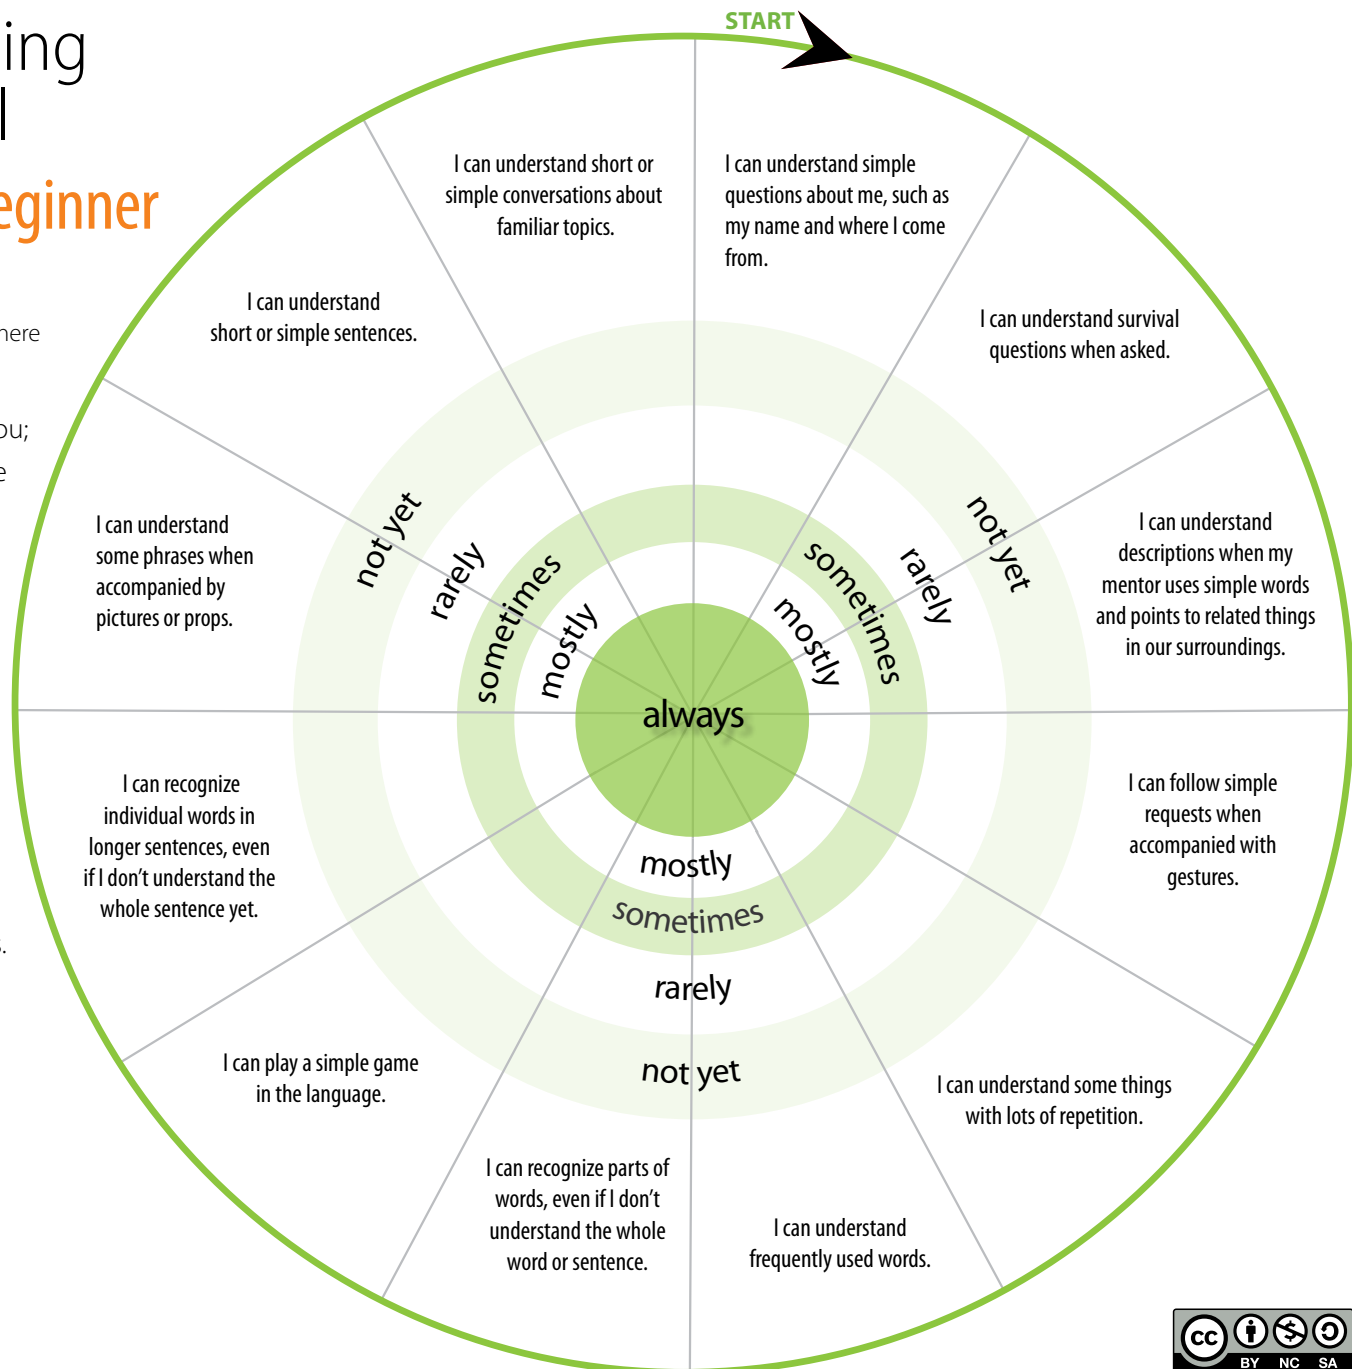 START
I can understand simple
questions about me, such as
my name and where I come
from.
I can understand survival
questions when asked.
I can understand
descriptions when my
mentor uses simple words
and points to related things
in our surroundings.
I can follow simple
requests when
accompanied with
gestures.
I can understand some things
with lots of repetition.
I can understand
frequently used words.
I can recognize parts of
words, even if I don't
understand the whole
word or sentence.
I can play a simple game
in the language.
I can recognize
individual words in
longer sentences, even
if I don't understand the
whole sentence yet.
I can understand
some phrases when
accompanied by
pictures or props.
I can understand
short or simple sentences.
I can understand short or
simple conversations about
familiar topics.
not yet
rarely
sometimes
mostly
mostly
sometimes
rarely
not yet
always
mostly
sometimes
rarely
not yet
cc
BY NC SA